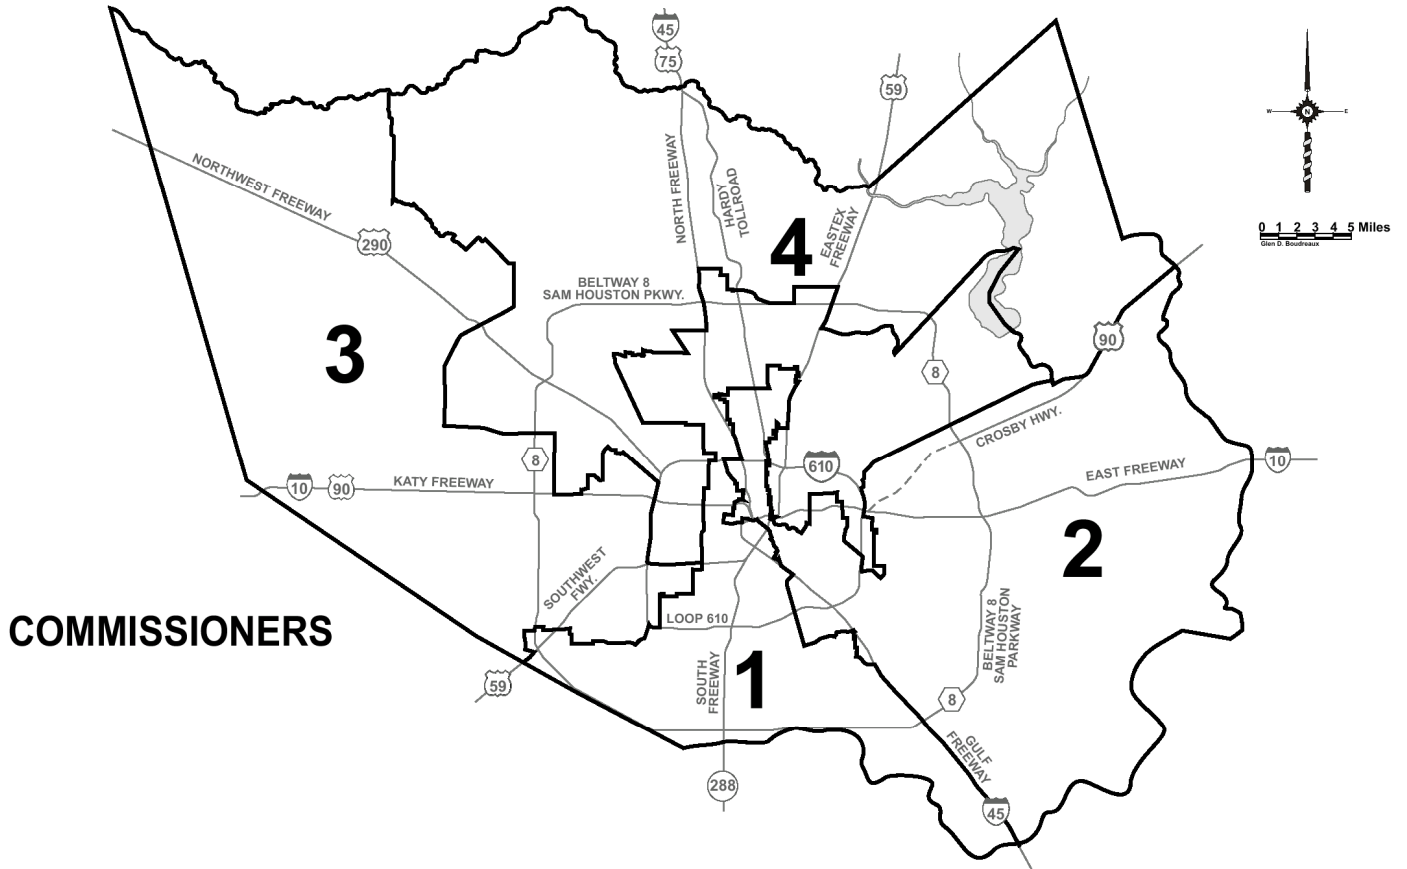 45
75
59
N
W
E
NORTH FREEWAY
HARDY
TOLLROAD
EASTEX
FREEWAY
NORTHWEST FREEWAY
290
4
0 1 2 3 4 5 Miles
Glen D. Boudreaux
BELTWAY 8
SAM HOUSTON PKWY.
3
90
8
CROSBY HWY.
8
610
10
10
90
KATY FREEWAY
EAST FREEWAY
2
SOUTHWEST
FWY.
COMMISSIONERS
LOOP 610
BELTWAY 8
SAM HOUSTON
PARKWAY
59
SOUTH
FREEWAY
1
8
GULF
FREEWAY
288
45